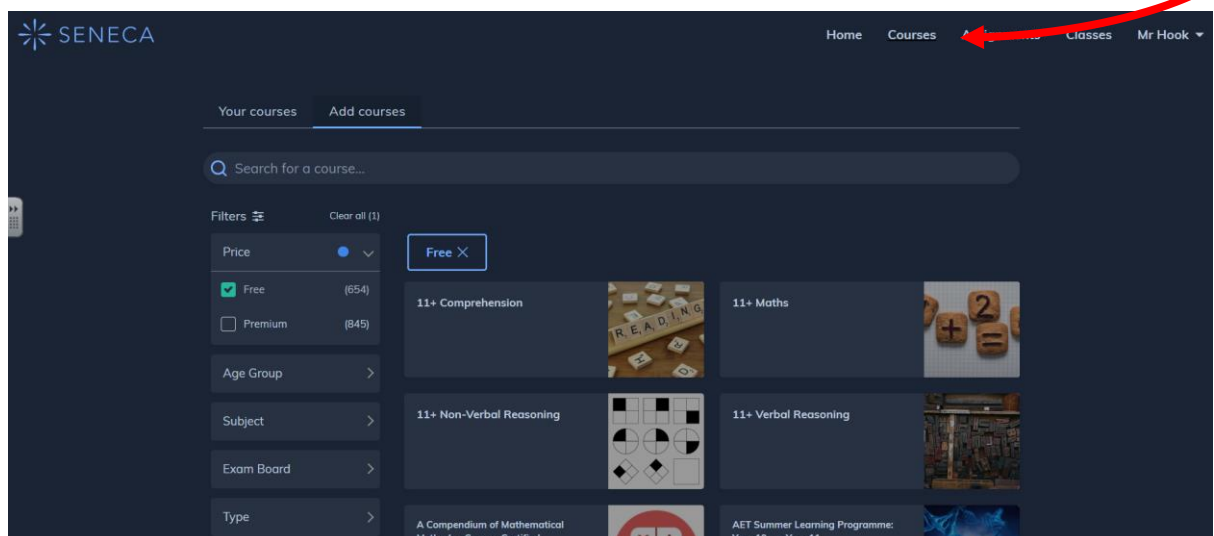 SENECA
Home Courses Classes Mr Hook
Your courses Add courses
Search for a course...
Filters Clear all (1)
Price
Free
Free (654)
Premium (845)
Age Group
Subject
Exam Board
Type
11+ Comprehension
READING
11+ Maths
+ 2 =
11+ Non-Verbal Reasoning
11+ Verbal Reasoning
A Compendium of Mathematical
AET Summer Learning Programme: